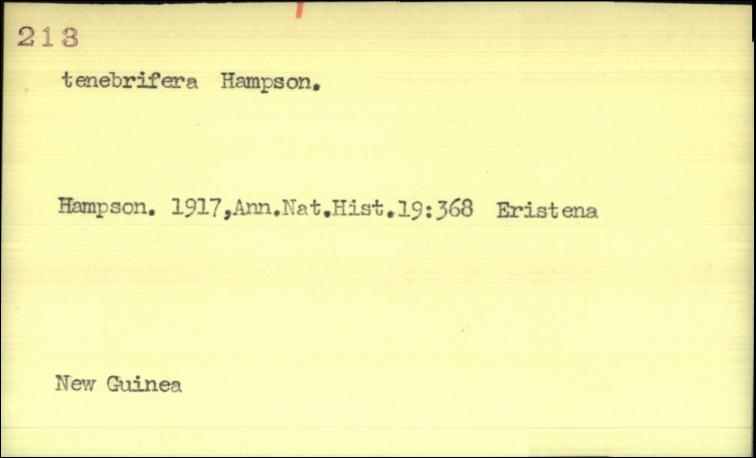 213
tenebrifera Hampson.
Hampson. 1917,Ann.Nat.Hist.19:368 Eristena
New Guinea